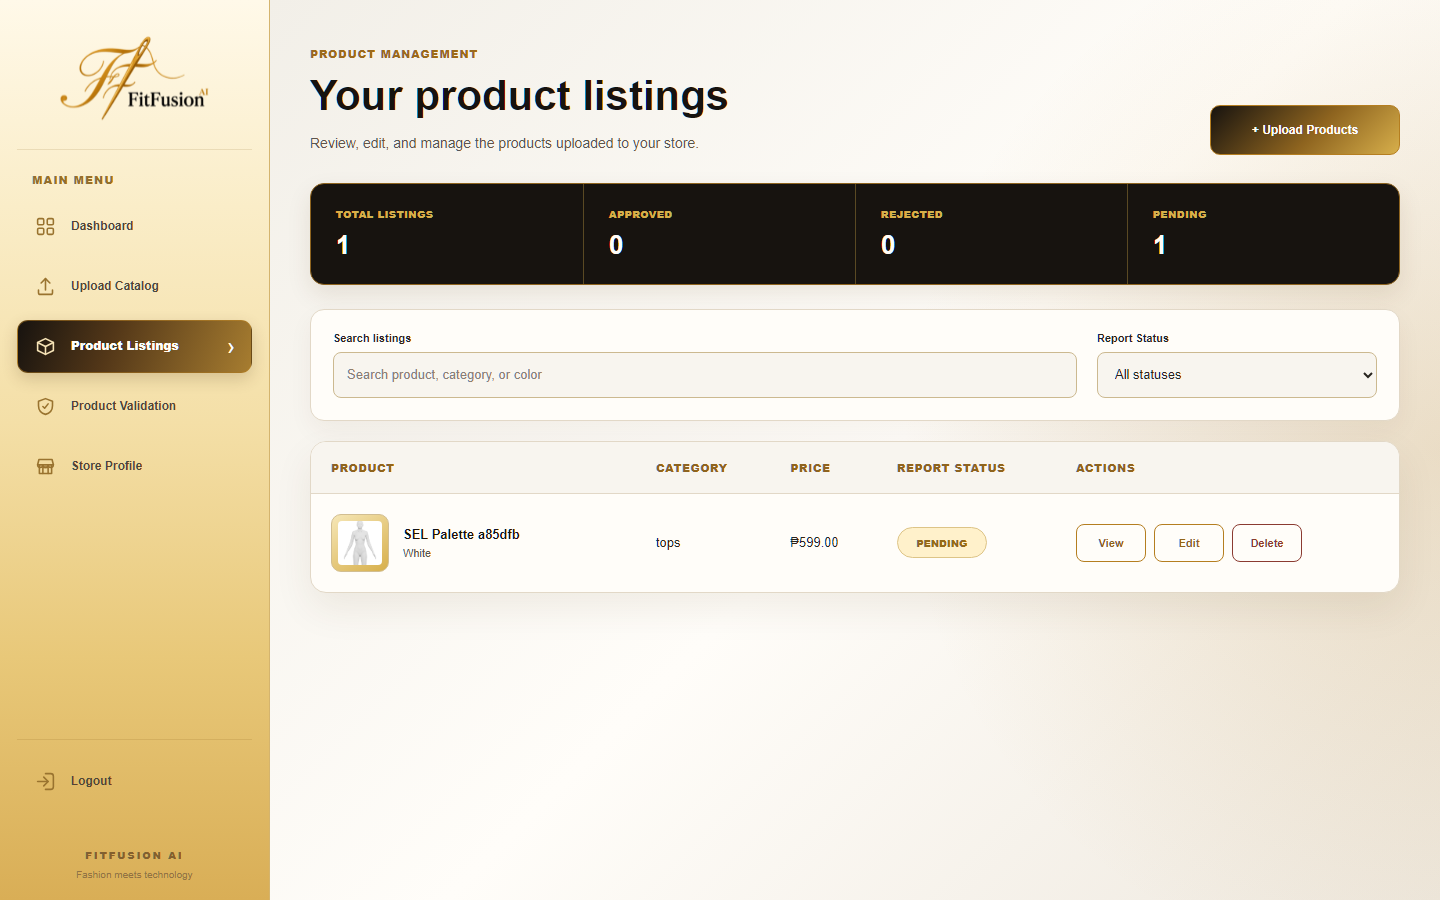 FitFusion AI
MAIN MENU
Dashboard
Upload Catalog
Product Listings
Product Validation
Store Profile
Logout
FITFUSION AI
Fashion meets technology
PRODUCT MANAGEMENT
Your product listings
Review, edit, and manage the products uploaded to your store.
+ Upload Products
TOTAL LISTINGS
1
APPROVED
0
REJECTED
0
PENDING
1
Search listings
Search product, category, or color
Report Status
All statuses
PRODUCT CATEGORY PRICE REPORT STATUS ACTIONS
SEL Palette a85dfb
White
tops
₱599.00
PENDING
View
Edit
Delete